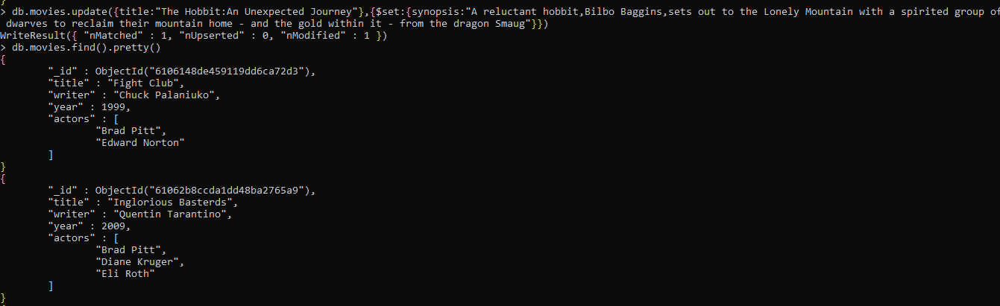 > db.movies.update({title:"The Hobbit:An Unexpected Journey"},{$set:{synopsis:"A reluctant hobbit,Bilbo Baggins,sets out to the Lonely Mountain with a spirited group of
dwarves to reclaim their mountain home - and the gold within it - from the dragon Smaug"}})
WriteResult({ "nMatched" : 1, "nUpserted" : 0, "nModified" : 1 })
> db.movies.find().pretty()
{
"_id" : ObjectId("6106148de459119dd6ca72d3"),
"title" : "Fight Club",
"writer" : "Chuck Palaniuko",
"year" : 1999,
"actors" : [
"Brad Pitt",
"Edward Norton"
]
}
{
"_id" : ObjectId("61062b8ccda1dd48ba2765a9"),
"title" : "Inglorious Basterds",
"writer" : "Quentin Tarantino",
"year" : 2009,
"actors" : [
"Brad Pitt",
"Diane Kruger",
"Eli Roth"
]
}